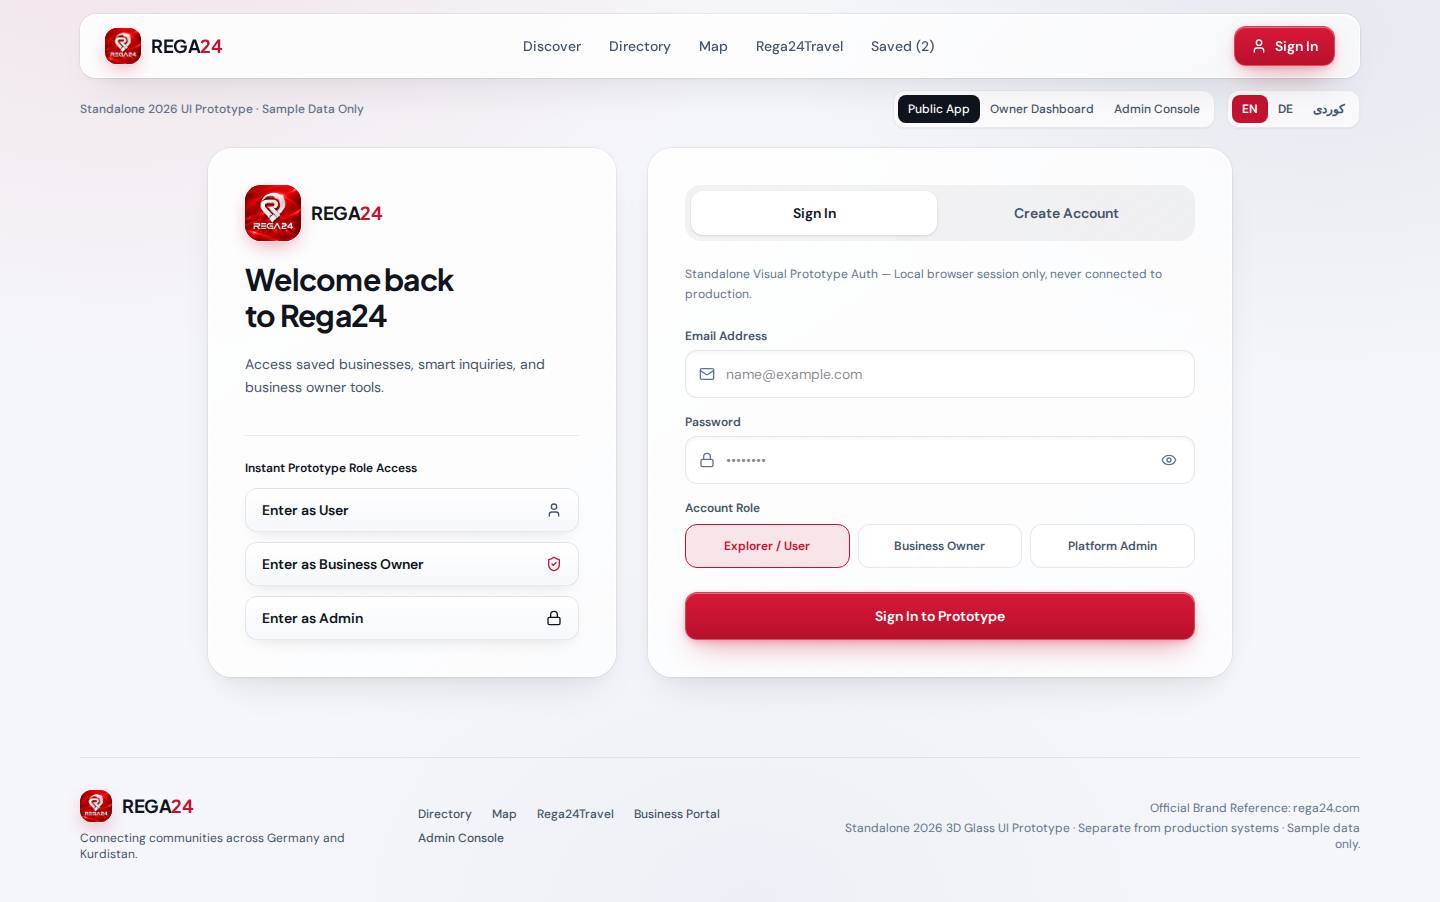 REGA24
REGA24
Discover
Directory
Map
Rega24Travel
Saved (2)
Sign In
Standalone 2026 UI Prototype · Sample Data Only
Public App
Owner Dashboard
Admin Console
EN
DE
کوردی
REGA24
REGA24
Welcome back
to Rega24
Access saved businesses, smart inquiries, and
business owner tools.
Instant Prototype Role Access
Enter as User
Enter as Business Owner
Enter as Admin
Sign In
Create Account
Standalone Visual Prototype Auth — Local browser session only, never connected to
production.
Email Address
name@example.com
Password
••••••••
Account Role
Explorer / User
Business Owner
Platform Admin
Sign In to Prototype
REGA24
REGA24
Connecting communities across Germany and
Kurdistan.
Directory
Map
Rega24Travel
Business Portal
Admin Console
Official Brand Reference: rega24.com
Standalone 2026 3D Glass UI Prototype · Separate from production systems · Sample data
only.